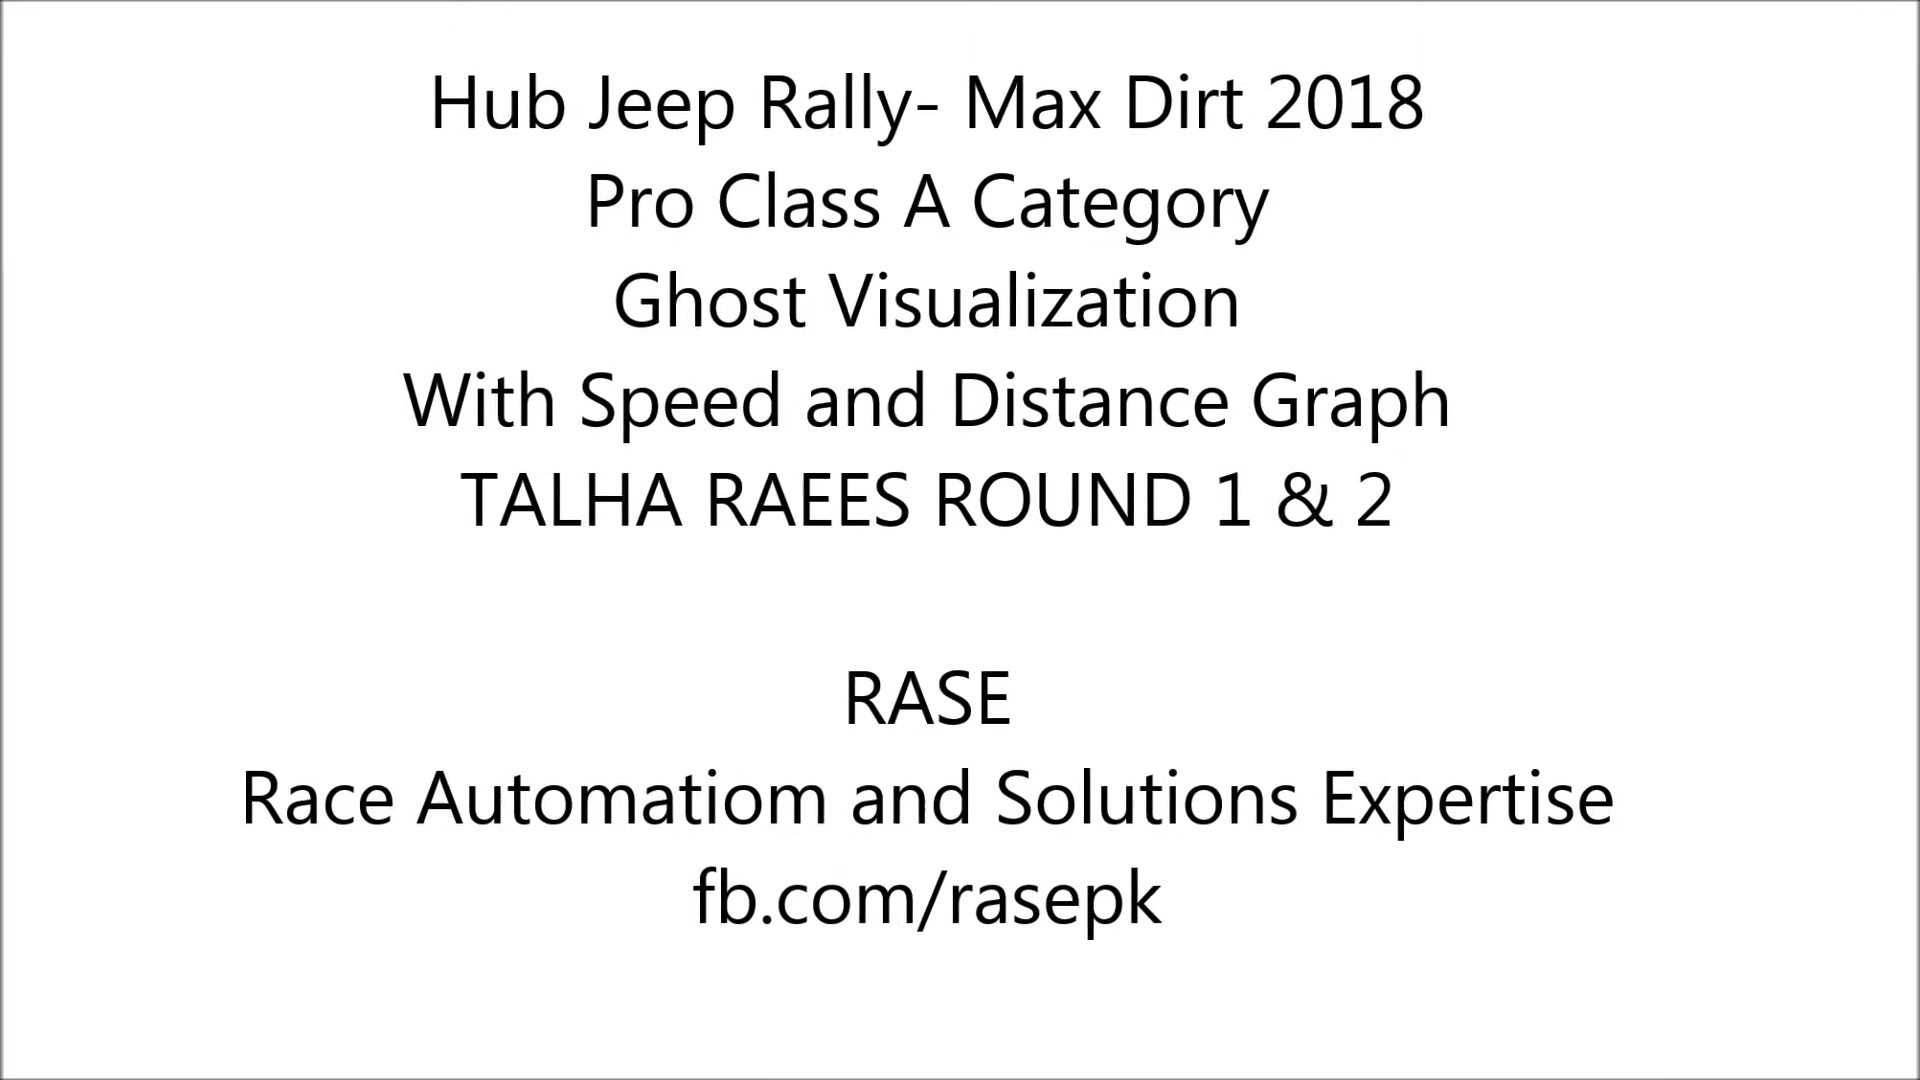 Hub Jeep Rally- Max Dirt 2018
Pro Class A Category
Ghost Visualization
With Speed and Distance Graph
TALHA RAEES ROUND 1 & 2
RASE
Race Automatiom and Solutions Expertise
fb.com/rasepk